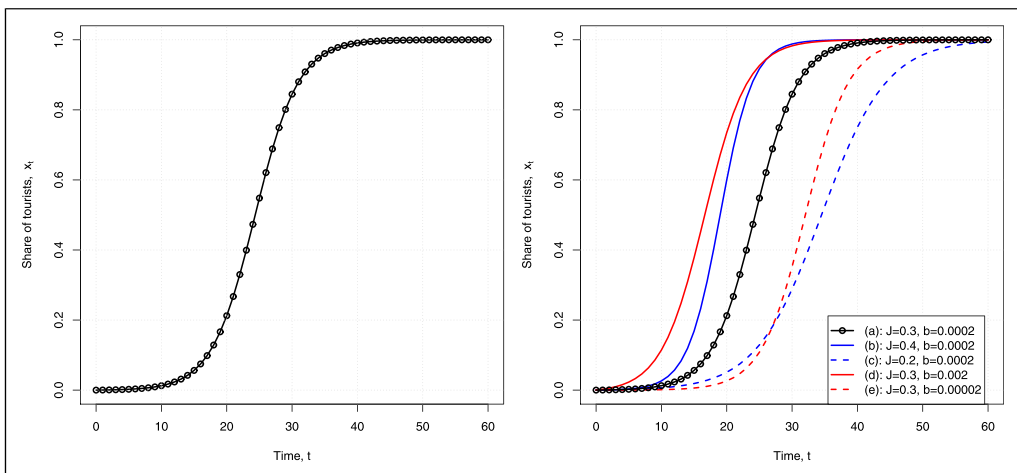 1.0
0.8
0.6
0.4
0.2
0.0
Share of tourists, xt
0 10 20 30 40 50 60
Time, t
1.0
0.8
0.6
0.4
0.2
0.0
Share of tourists, xt
(a): J=0.3, b=0.0002
(b): J=0.4, b=0.0002
(c): J=0.2, b=0.0002
(d): J=0.3, b=0.002
(e): J=0.3, b=0.00002
0 10 20 30 40 50 60
Time, t